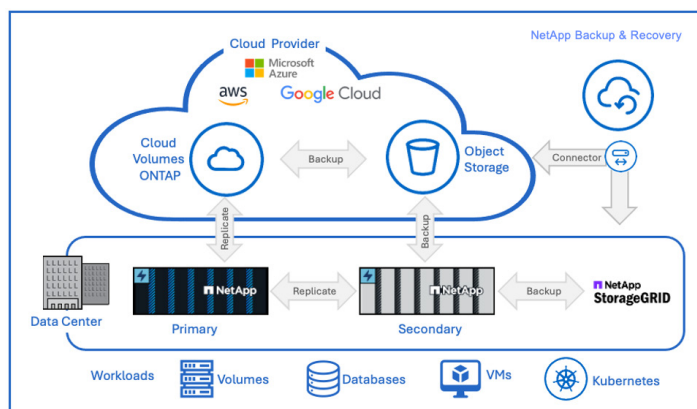 NetApp Backup & Recovery
Cloud Provider
Microsoft
Azure
aws
Google Cloud
Cloud
Volumes
ONTAP
Backup
Object
Storage
Connector
Replicate
Backup
NetApp
Replicate
NetApp
Backup
NetApp
StorageGRID
Data Center
Primary
Secondary
Workloads
Volumes
Databases
VMs
Kubernetes